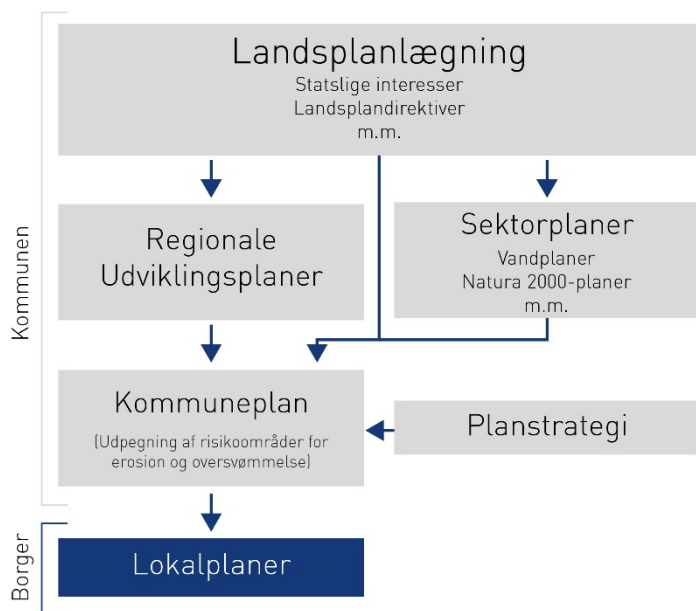 Landsplanlægning
Statslige interesser
Landsplandirektiver
m.m.
Regionale
Udviklingsplaner
Sektorplaner
Vandplaner
Natura 2000-planer
m.m.
Kommunen
Kommuneplan
(Udpegning af risikoområder for
erosion og oversvømmelse)
Planstrategi
Borger
Lokalplaner